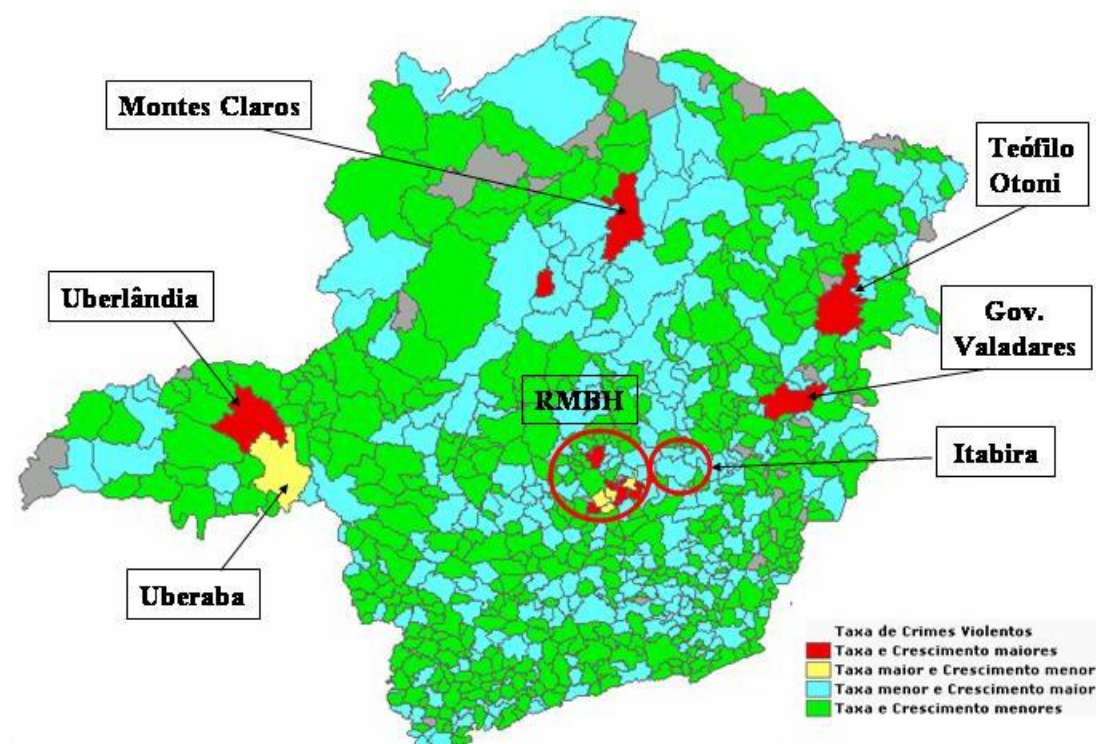 Montes Claros
Teófilo
Otoni
Uberlândia
Gov.
Valadares
RMBH
Itabira
Uberaba
Taxa de Crimes Violentos
Taxa e Crescimento maiores
Taxa maior e Crescimento menor
Taxa menor e Crescimento maior
Taxa e Crescimento menores